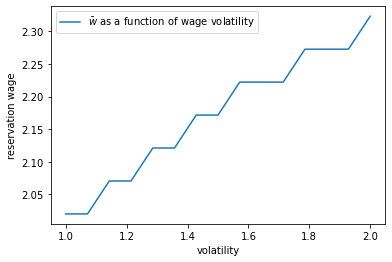 w̄ as a function of wage volatility
2.30
2.25
2.20
2.15
2.10
2.05
reservation wage
1.0 1.2 1.4 1.6 1.8 2.0
volatility